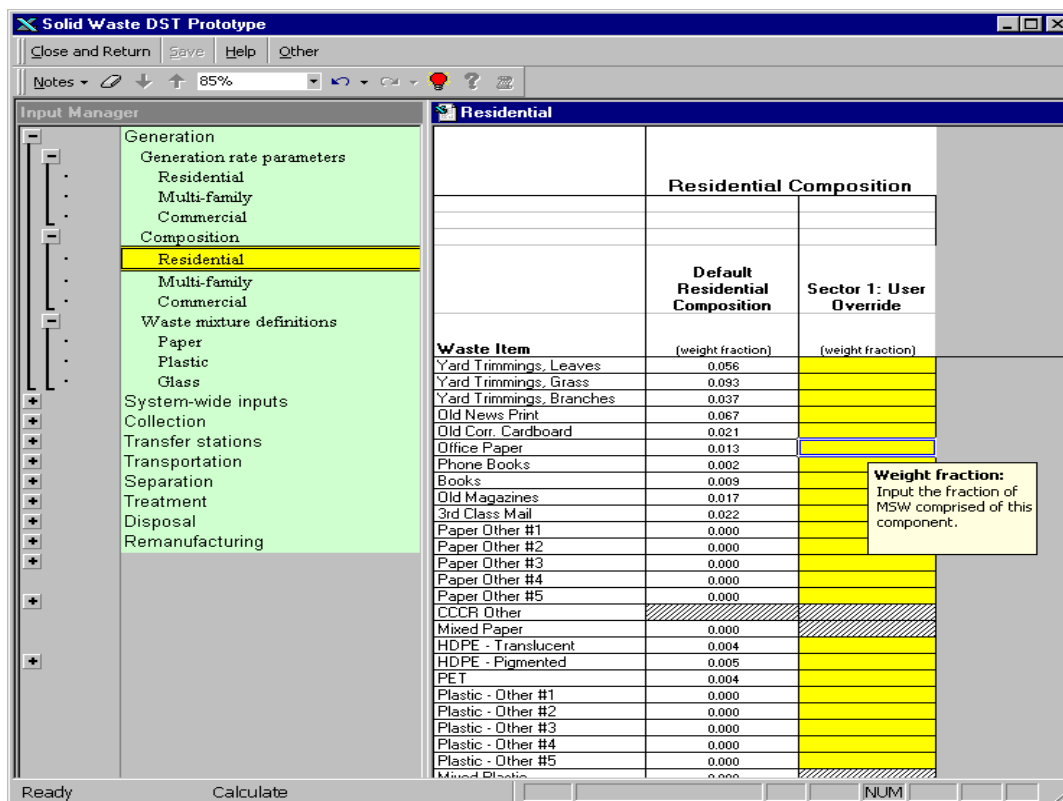 Solid Waste DST Prototype
Close and Return Save Help Other
Notes 85%
Input Manager
Generation
Generation rate parameters
Residential
Multi-family
Commercial
Composition
Residential
Multi-family
Commercial
Waste mixture definitions
Paper
Plastic
Glass
System-wide inputs
Collection
Transfer stations
Transportation
Separation
Treatment
Disposal
Remanufacturing
Residential
Residential Composition
Default Residential Composition
Sector 1: User Override
Waste Item (weight fraction) (weight fraction)
Yard Trimmings, Leaves 0.056
Yard Trimmings, Grass 0.093
Yard Trimmings, Branches 0.037
Old News Print 0.067
Old Corr. Cardboard 0.021
Office Paper 0.013
Phone Books 0.002
Books 0.009
Old Magazines 0.017
3rd Class Mail 0.022
Paper Other #1 0.000
Paper Other #2 0.000
Paper Other #3 0.000
Paper Other #4 0.000
Paper Other #5 0.000
CCCR Other
Mixed Paper 0.000
HDPE - Translucent 0.004
HDPE - Pigmented 0.005
PET 0.004
Plastic - Other #1 0.000
Plastic - Other #2 0.000
Plastic - Other #3 0.000
Plastic - Other #4 0.000
Plastic - Other #5 0.000
Mixed Plastic 0.000
Weight fraction:
Input the fraction of
MSW comprised of this
component.
Ready Calculate NUM